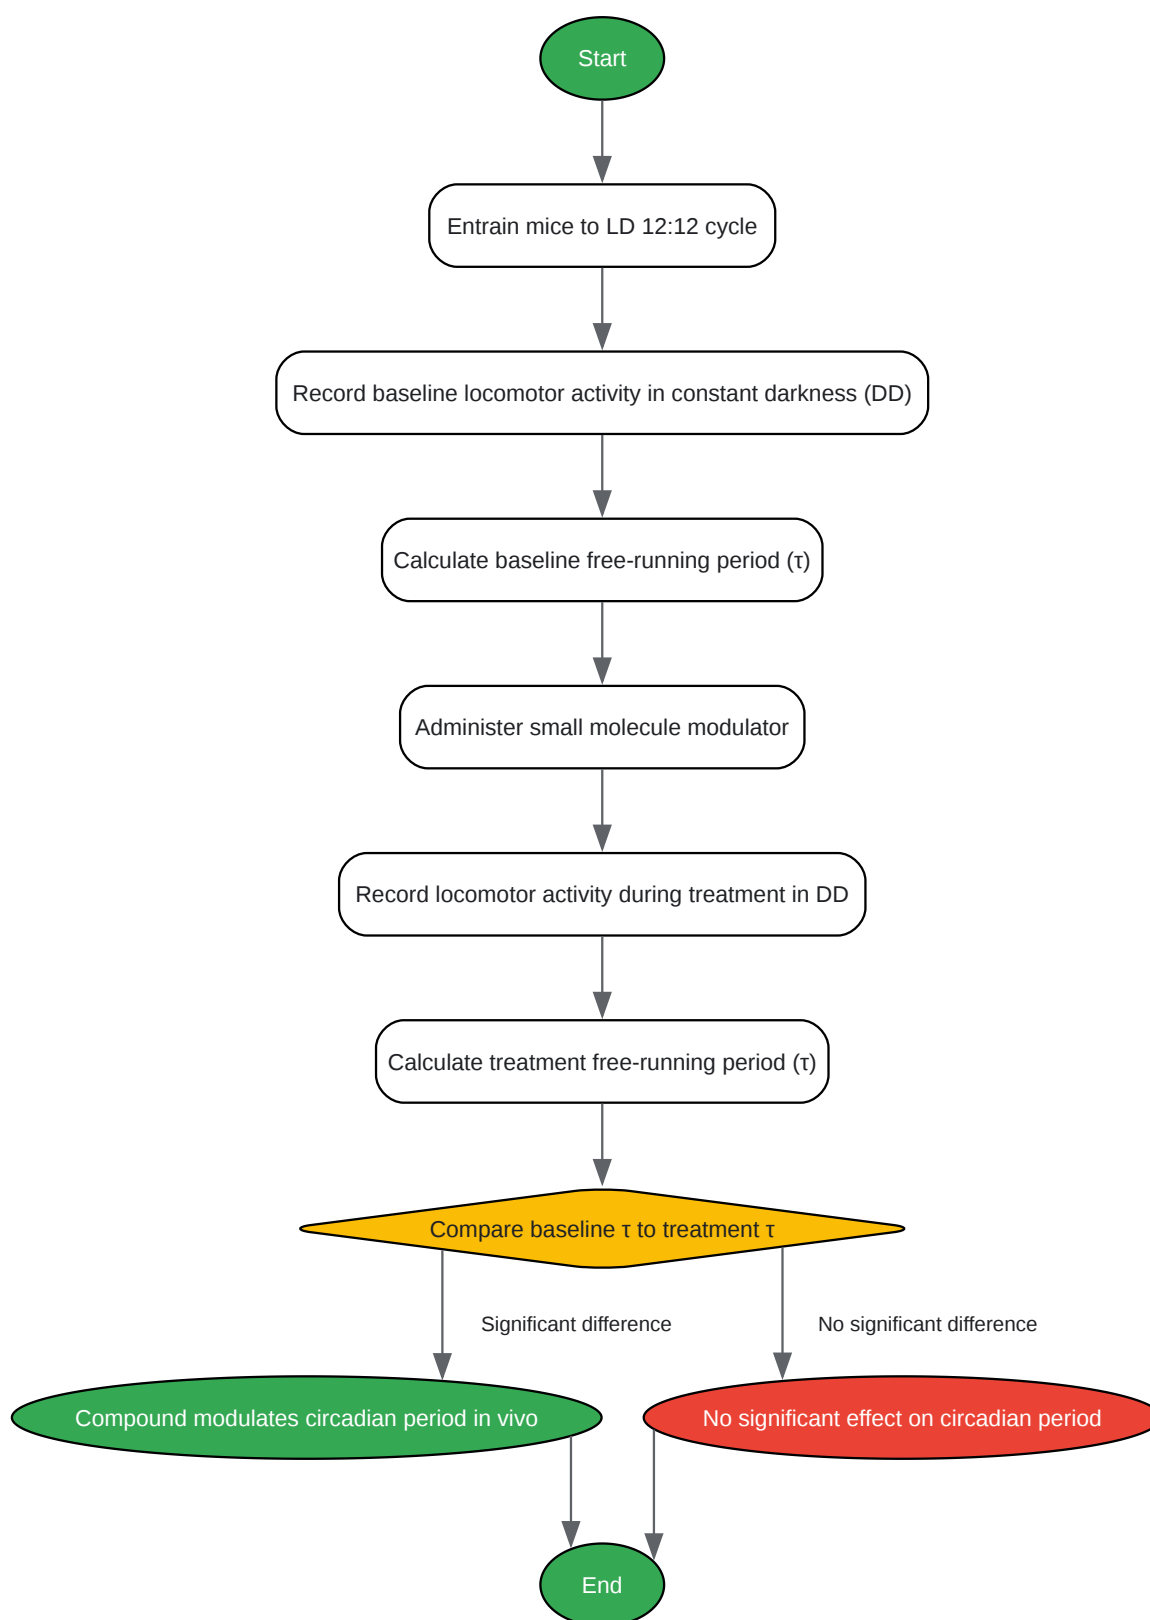 Start
Entrain mice to LD 12:12 cycle
Record baseline locomotor activity in constant darkness (DD)
Calculate baseline free-running period (τ)
Administer small molecule modulator
Record locomotor activity during treatment in DD
Calculate treatment free-running period (τ)
Compare baseline τ to treatment τ
Significant difference
No significant difference
Compound modulates circadian period in vivo
No significant effect on circadian period
End